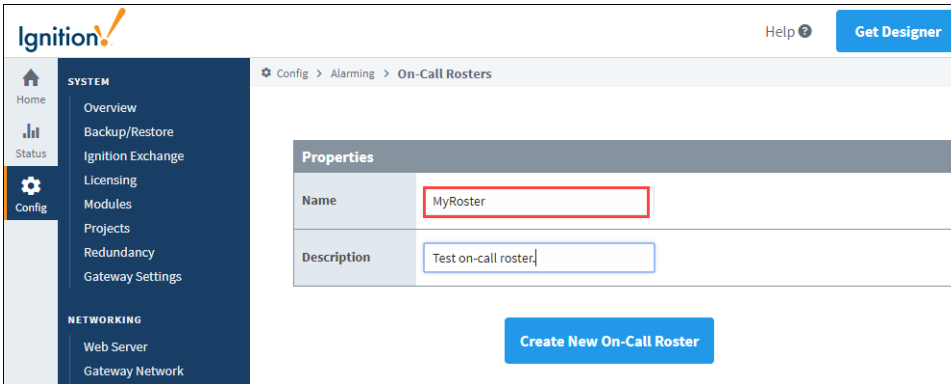 Ignition!
Help ?
Get Designer
Home
Status
Config
SYSTEM
Overview
Backup/Restore
Ignition Exchange
Licensing
Modules
Projects
Redundancy
Gateway Settings
NETWORKING
Web Server
Gateway Network
Config > Alarming > On-Call Rosters
Properties
Name MyRoster
Description Test on-call roster.
Create New On-Call Roster